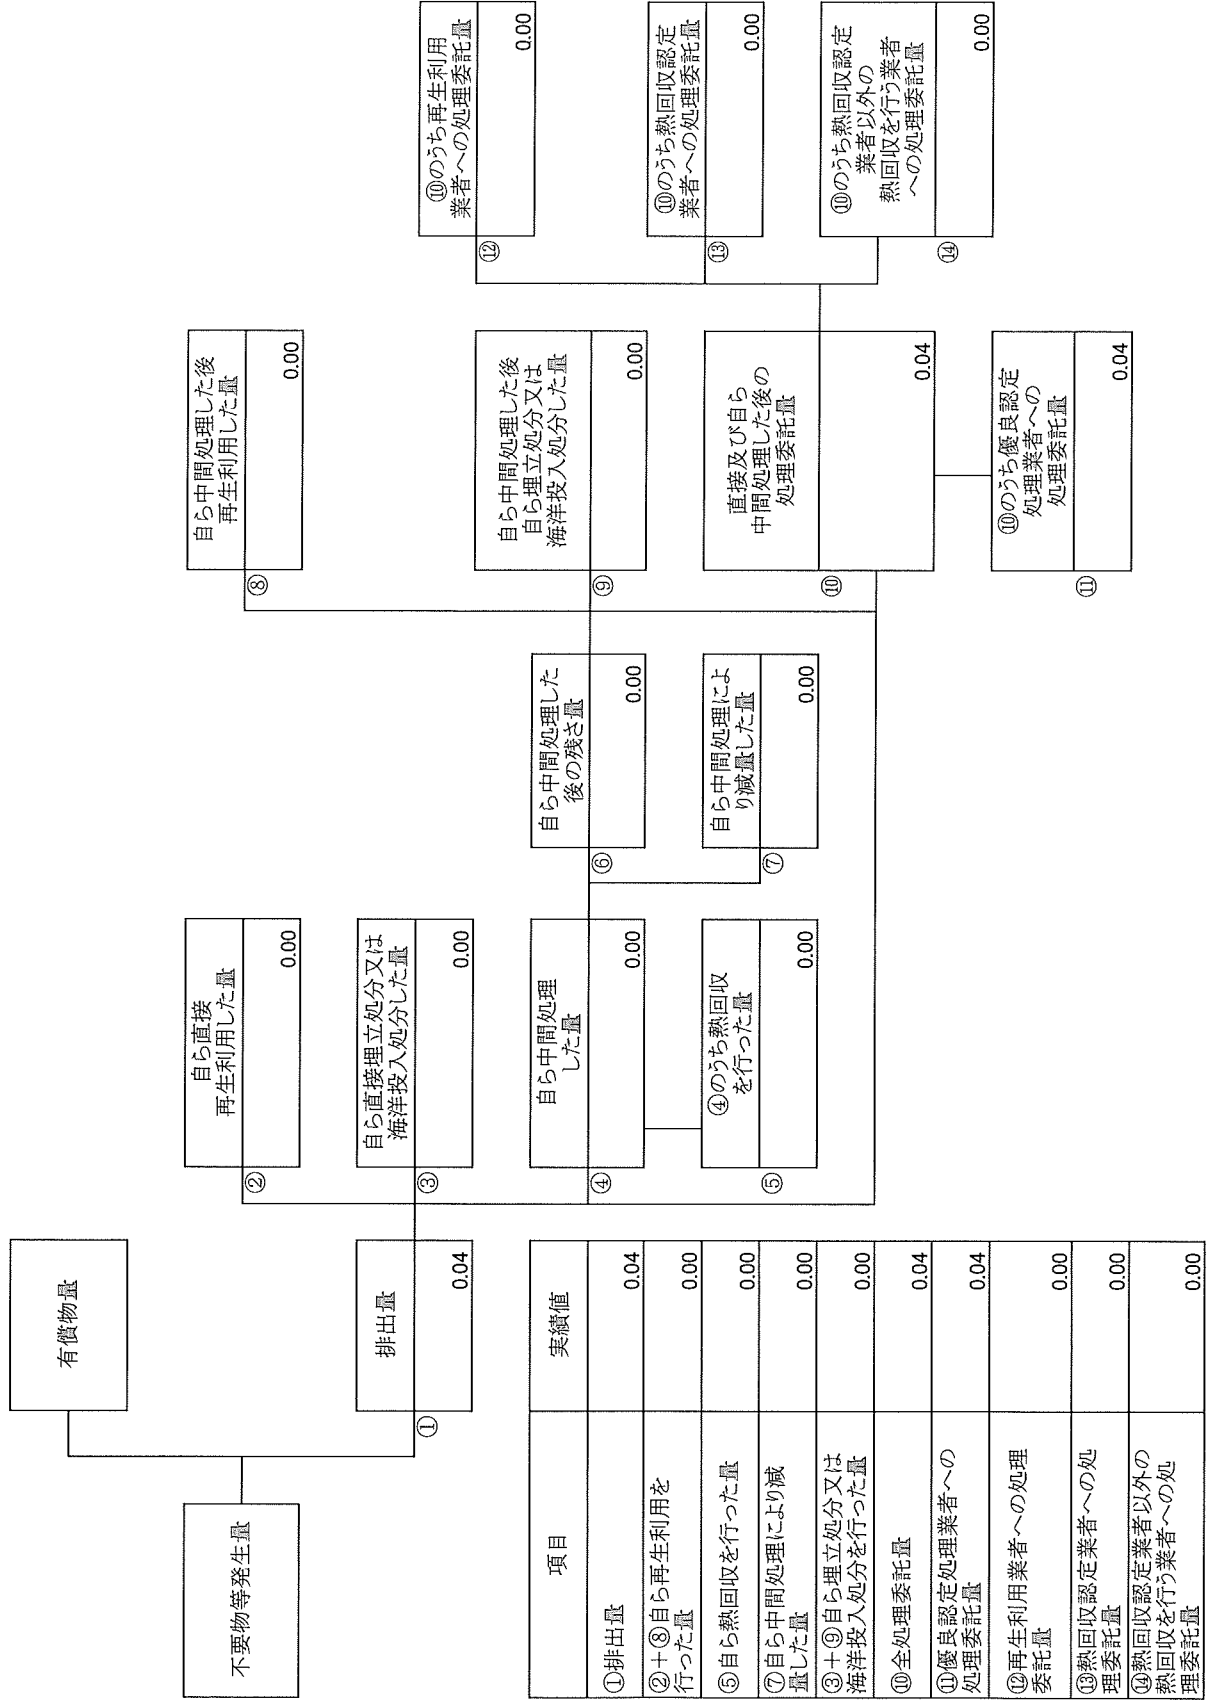 不要物等発生量
有償物量
①
排出量
0.04
②
自ら直接
再生利用した量
0.00
③
自ら直接埋立処分又は
海洋投入処分した量
0.00
④
自ら中間処理
した量
0.00
⑤
④のうち熱回収
を行った量
0.00
⑥
自ら中間処理した
後の残さ量
0.00
⑦
自ら中間処理によ
り減量した量
0.00
⑧
自ら中間処理した後
再生利用した量
0.00
⑨
自ら中間処理した後
自ら埋立処分又は
海洋投入処分した量
0.00
⑩
直接及び自ら
中間処理した後の
処理委託量
0.04
⑪
⑩のうち優良認定
処理業者への
処理委託量
0.04
⑫
⑩のうち再生利用
業者への処理委託量
0.00
⑬
⑩のうち熱回収認定
業者への処理委託量
0.00
⑭
⑩のうち熱回収認定
業者以外の
熱回収を行う業者
への処理委託量
0.00
項目 実績値
①排出量 0.04
②+⑧自ら再生利用を
行った量 0.00
⑤自ら熱回収を行った量 0.00
⑦自ら中間処理により減
量した量 0.00
③+⑨自ら埋立処分又は
海洋投入処分を行った量 0.00
⑩全処理委託量 0.04
⑪優良認定処理業者への
処理委託量 0.04
⑫再生利用業者への処理
委託量 0.00
⑬熱回収認定業者への処
理委託量 0.00
⑭熱回収認定業者以外の
熱回収を行う業者への処
理委託量 0.00